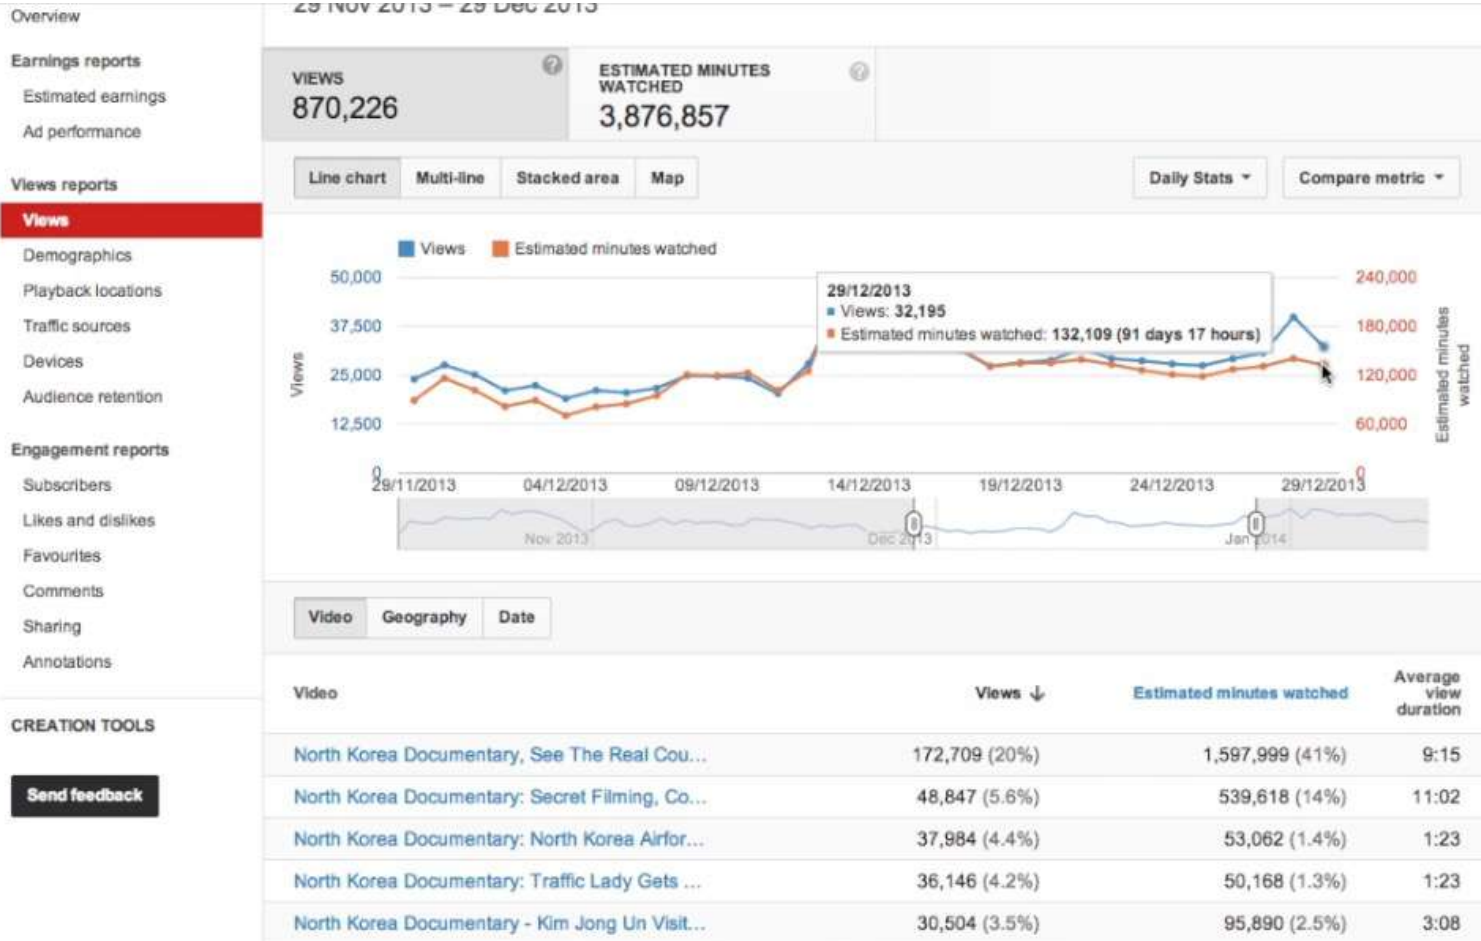 29 Nov 2013 – 29 Dec 2013
Overview
Earnings reports
Estimated earnings
Ad performance
Views reports
Views
Demographics
Playback locations
Traffic sources
Devices
Audience retention
Engagement reports
Subscribers
Likes and dislikes
Favourites
Comments
Sharing
Annotations
CREATION TOOLS
Send feedback
VIEWS ?
870,226
ESTIMATED MINUTES ?
WATCHED
3,876,857
Line chart Multi-line Stacked area Map Daily Stats Compare metric
Views Estimated minutes watched
50,000 240,000
37,500 180,000
25,000 120,000
12,500 60,000
0 0
Views
Estimated minutes
watched
29/12/2013
Views: 32,195
Estimated minutes watched: 132,109 (91 days 17 hours)
29/11/2013 04/12/2013 09/12/2013 14/12/2013 19/12/2013 24/12/2013 29/12/2013
Nov 2013 Dec 2013 Jan 2014
Video Geography Date
Video Views ↓ Estimated minutes watched Average
view
duration
North Korea Documentary, See The Real Cou... 172,709 (20%) 1,597,999 (41%) 9:15
North Korea Documentary: Secret Filming, Co... 48,847 (5.6%) 539,618 (14%) 11:02
North Korea Documentary: North Korea Airfor... 37,984 (4.4%) 53,062 (1.4%) 1:23
North Korea Documentary: Traffic Lady Gets ... 36,146 (4.2%) 50,168 (1.3%) 1:23
North Korea Documentary - Kim Jong Un Visit... 30,504 (3.5%) 95,890 (2.5%) 3:08